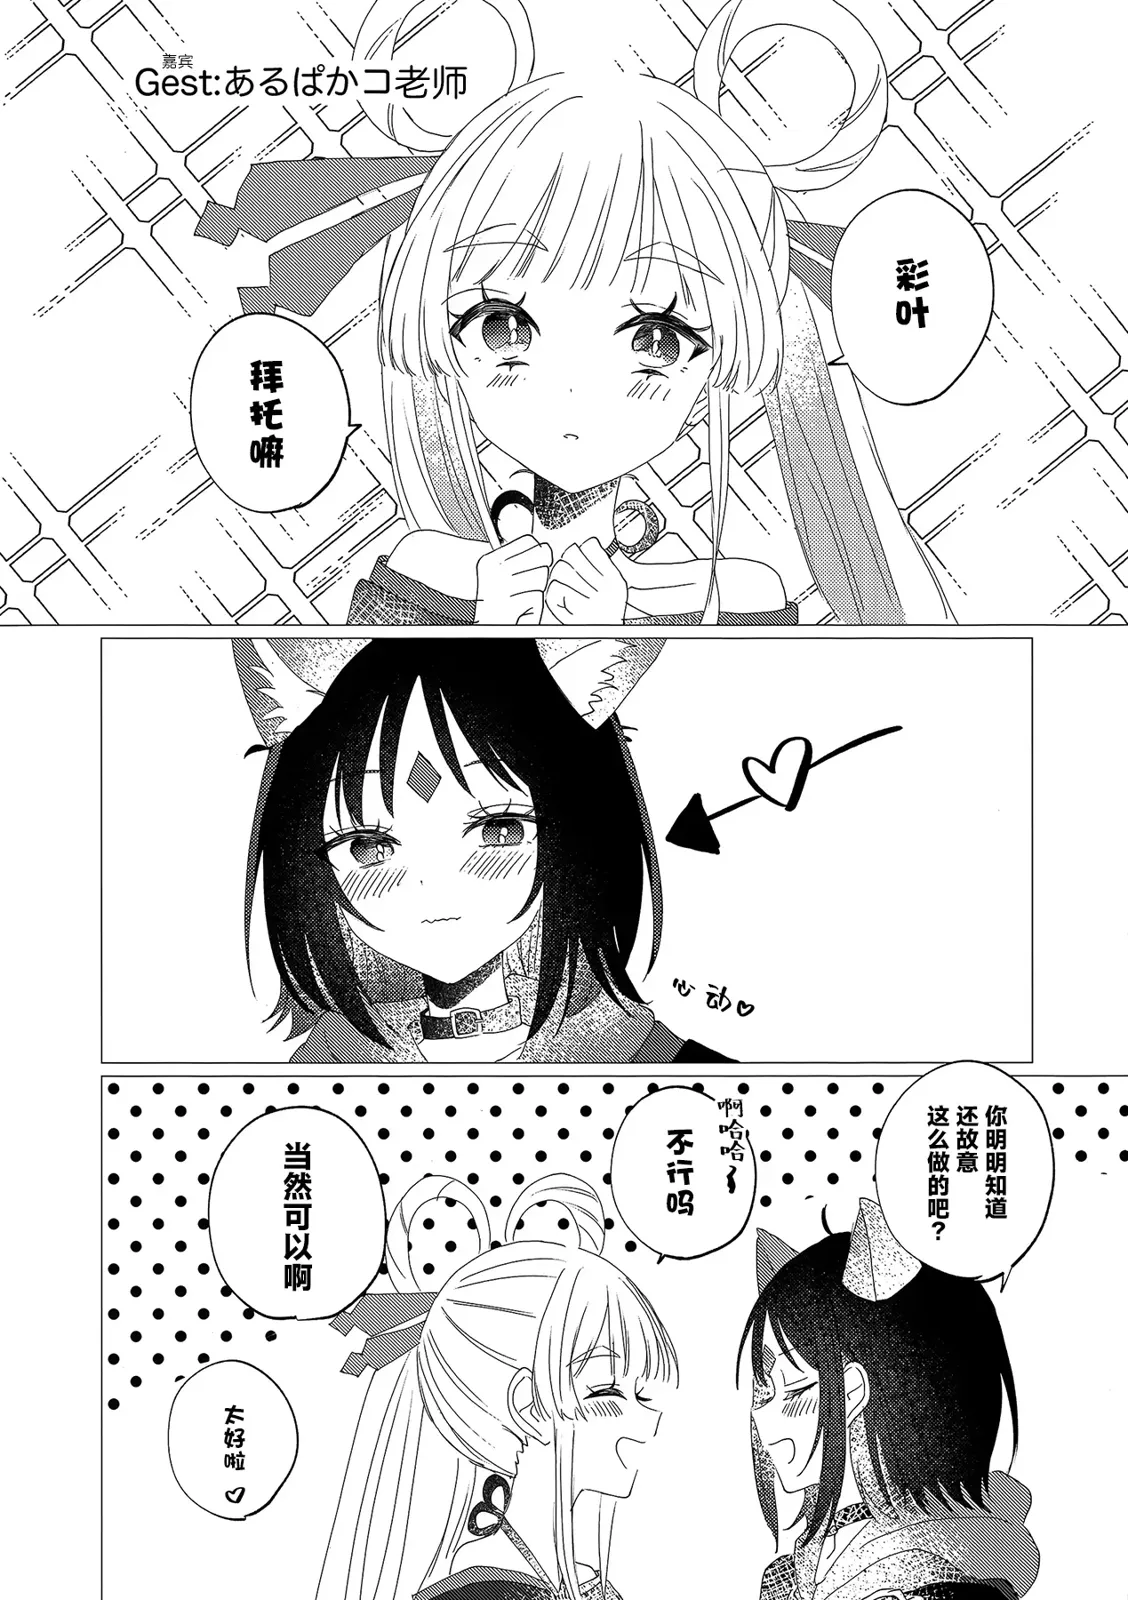 嘉宾
Gest:あるぱかコ老师
彩叶
拜托嘛
心动♡
你明明知道
还故意
这么做的吧？
啊哈哈~
不行吗
当然可以啊
太好啦♡